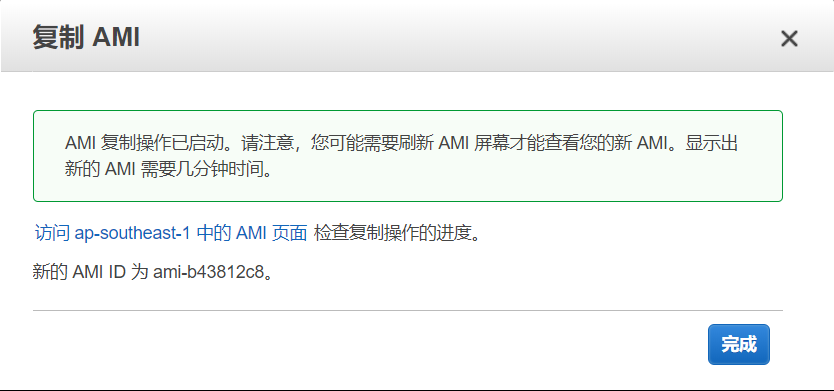 复制 AMI
AMI 复制操作已启动。请注意，您可能需要刷新 AMI 屏幕才能查看您的新 AMI。显示出
新的 AMI 需要几分钟时间。
访问 ap-southeast-1 中的 AMI 页面 检查复制操作的进度。
新的 AMI ID 为 ami-b43812c8。
完成